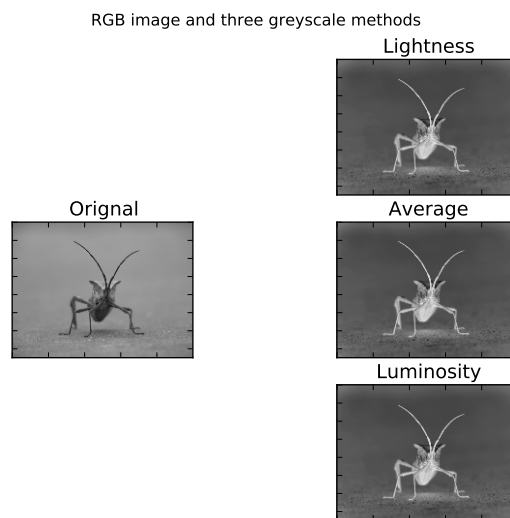 RGB image and three greyscale methods
Lightness
Orignal
Average
Luminosity